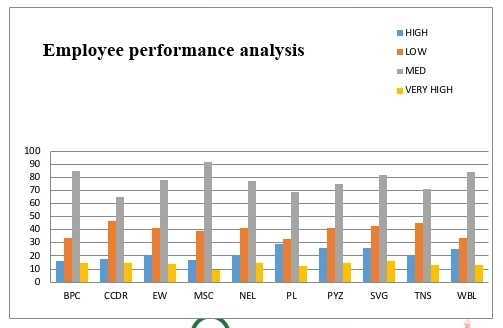 Employee performance analysis
HIGH
LOW
MED
VERY HIGH
100
90
80
70
60
50
40
30
20
10
0
BPC CCDR EW MSC NEL PL PYZ SVG TNS WBL